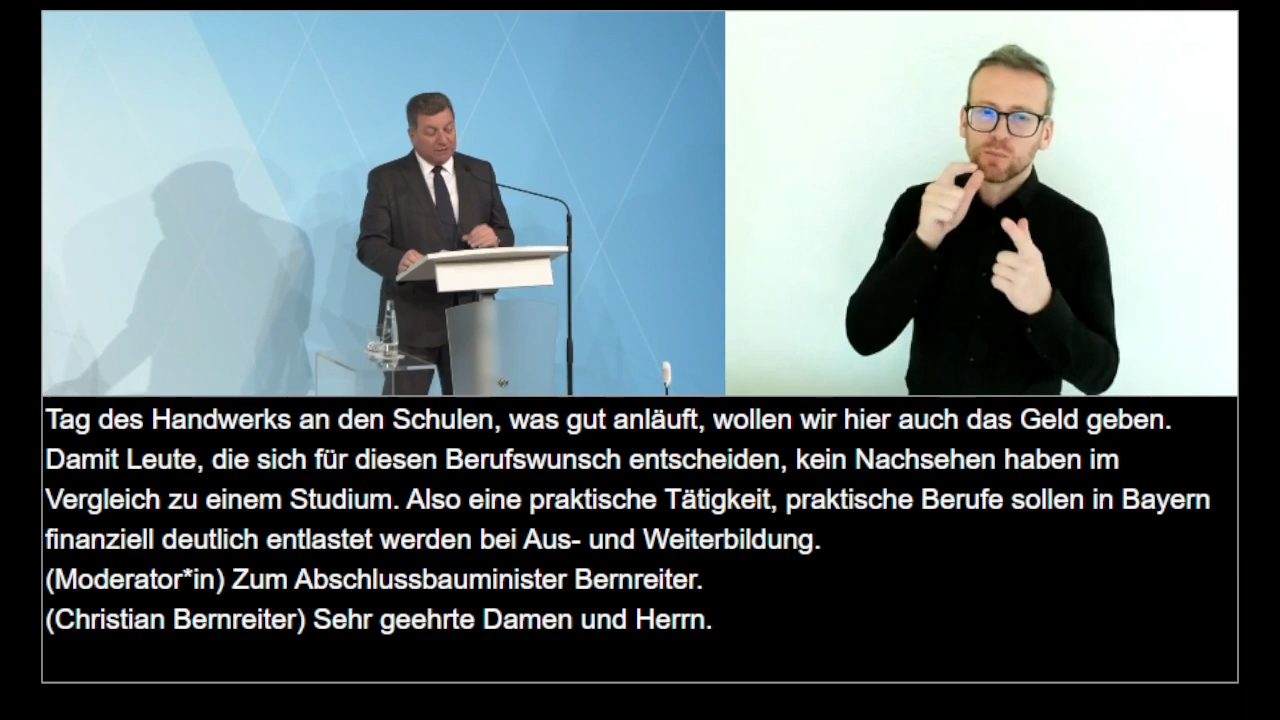 Tag des Handwerks an den Schulen, was gut anläuft, wollen wir hier auch das Geld geben.
Damit Leute, die sich für diesen Berufswunsch entscheiden, kein Nachsehen haben im
Vergleich zu einem Studium. Also eine praktische Tätigkeit, praktische Berufe sollen in Bayern
finanziell deutlich entlastet werden bei Aus- und Weiterbildung.
(Moderator*in) Zum Abschlussbauminister Bernreiter.
(Christian Bernreiter) Sehr geehrte Damen und Herrn.